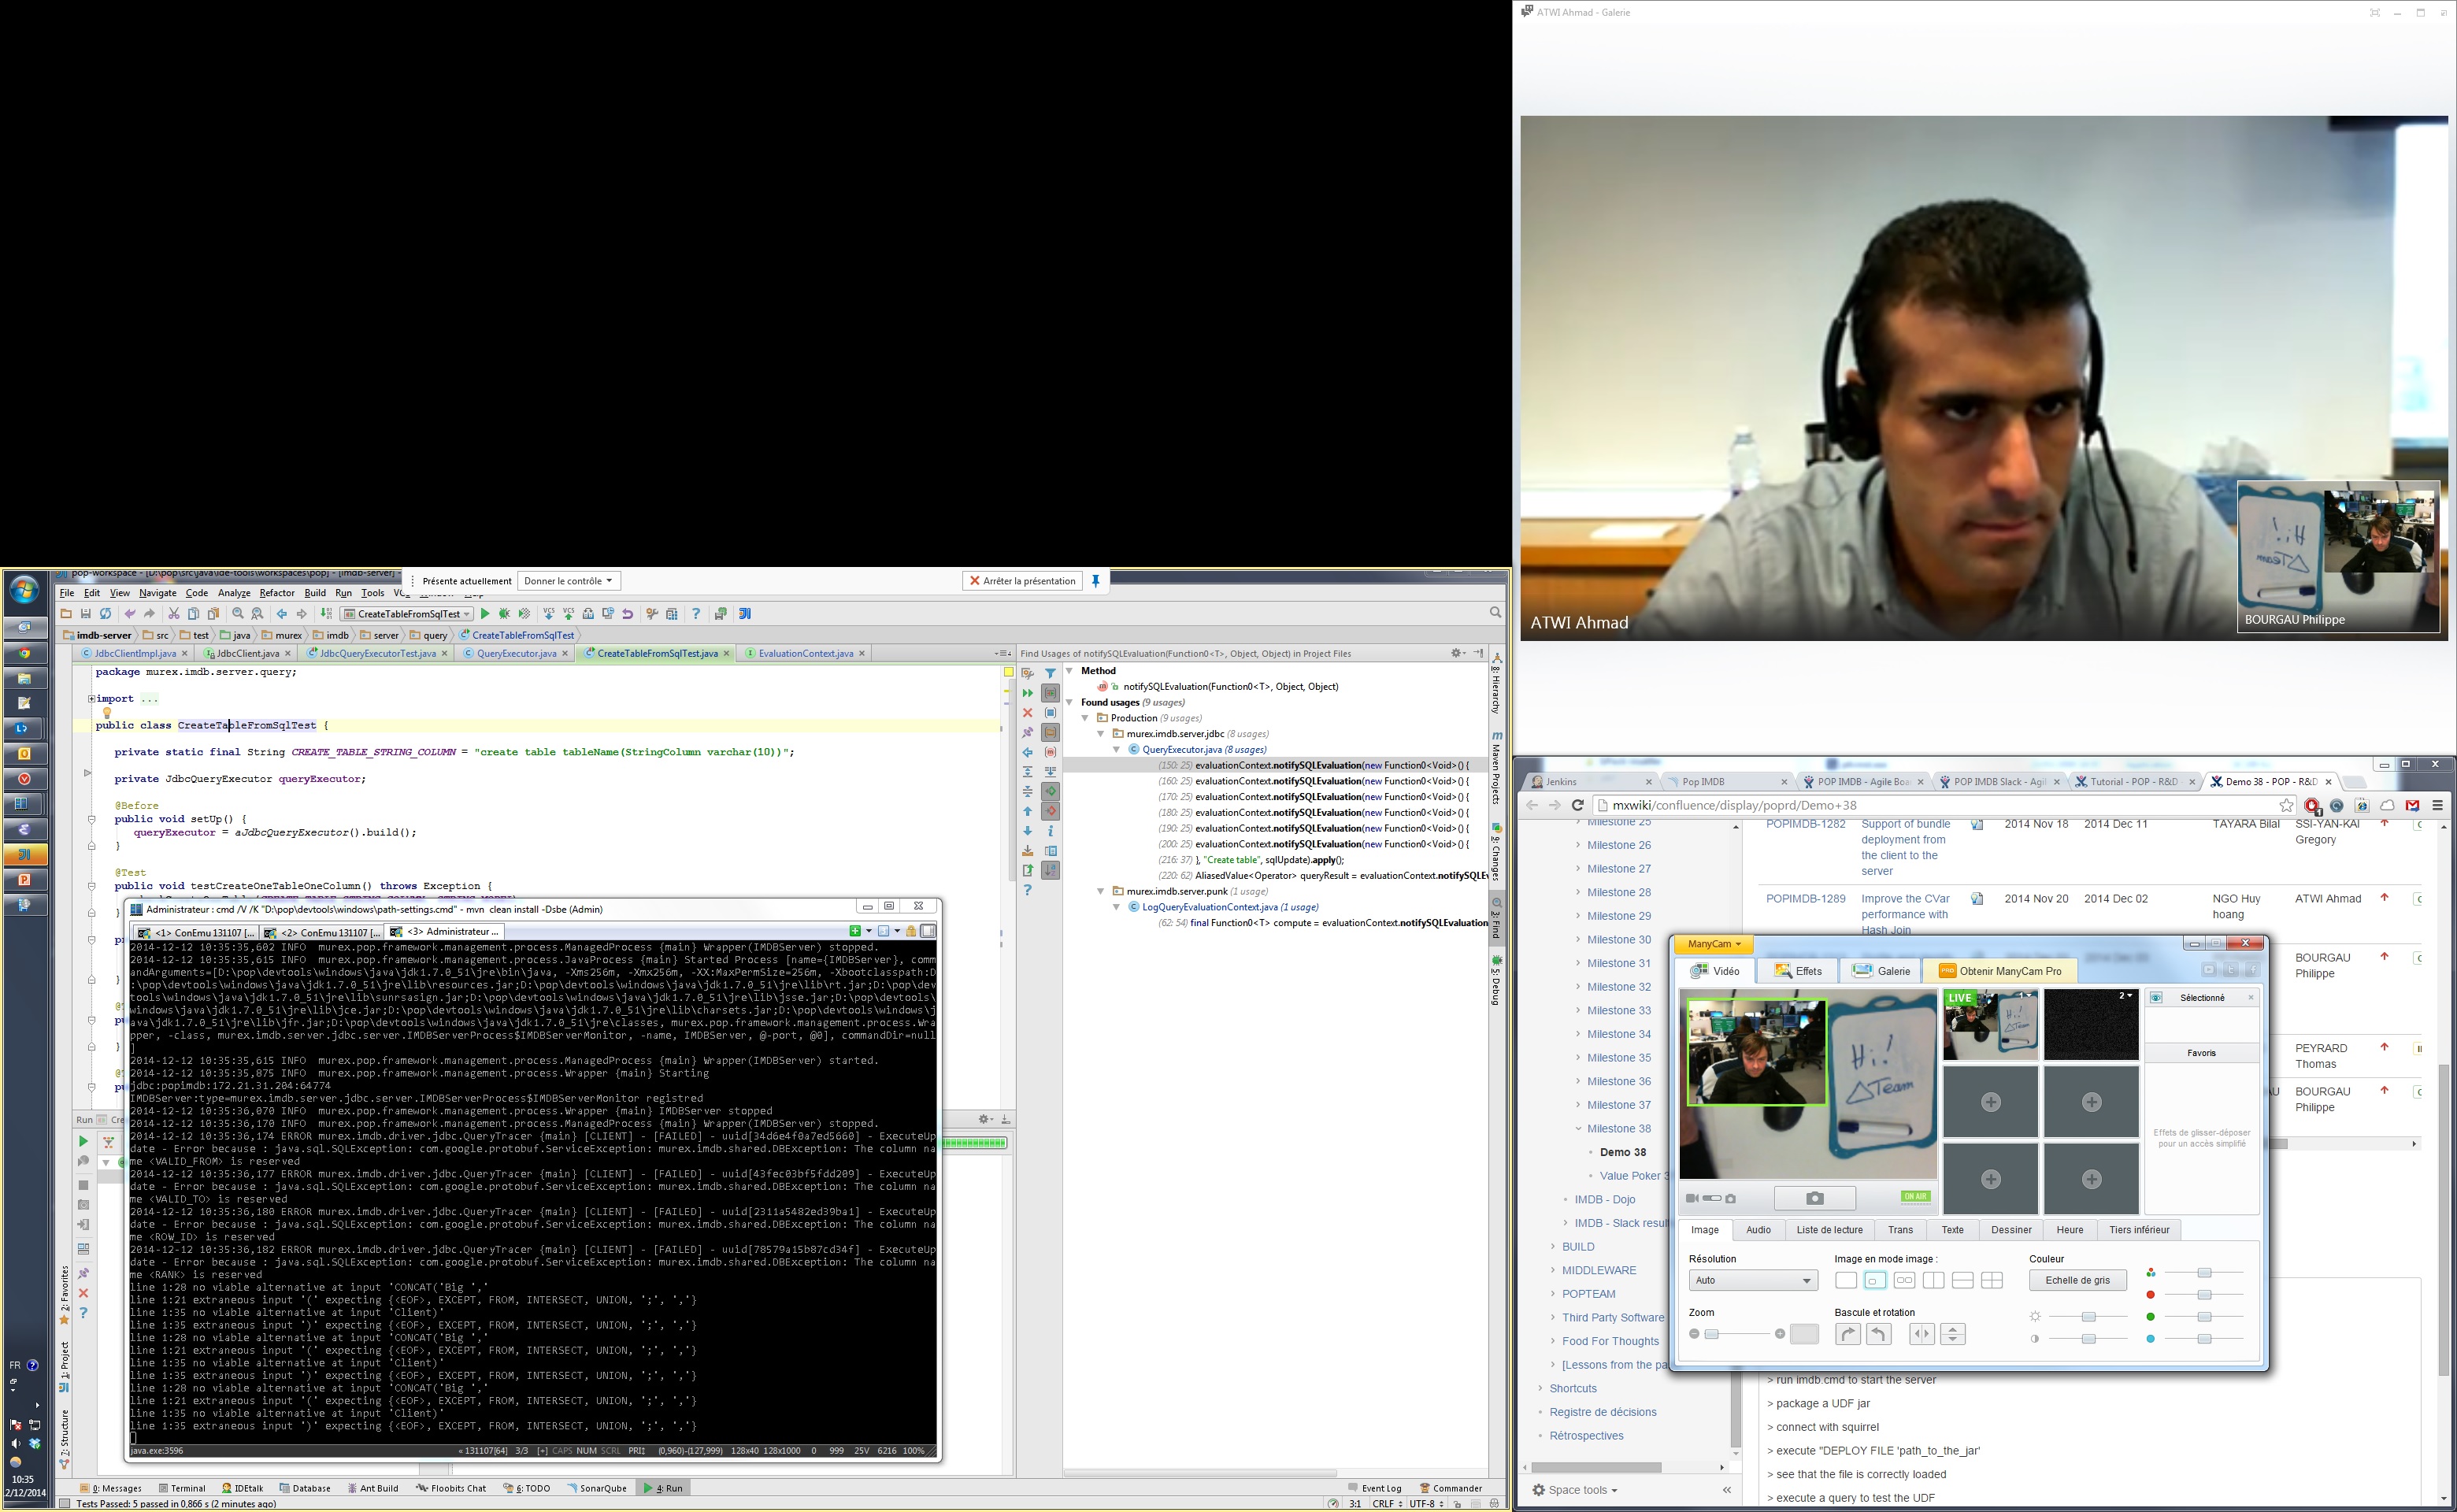 ATWI Ahmad - Galerie
ATWI Ahmad
BOURGAU Philippe
pop-workspace - [D:\pop\src\java\ide-tools\workspaces\pop] - [imdb-server] -
Présente actuellement
Donner le contrôle
Arrêter la présentation
File Edit View Navigate Code Analyze Refactor Build Run Tools
CreateTableFromSqlTest
imdb-server src test java murex imdb server query CreateTableFromSqlTest
JdbcClientImpl.java JdbcClient.java JdbcQueryExecutorTest.java QueryExecutor.java CreateTableFromSqlTest.java EvaluationContext.java
package murex.imdb.server.query;
import ...
public class CreateTableFromSqlTest {
private static final String CREATE_TABLE_STRING_COLUMN = "create table tableName(StringColumn varchar(10))";
private JdbcQueryExecutor queryExecutor;
@Before
public void setUp() {
queryExecutor = aJdbcQueryExecutor().build();
}
@Test
public void testCreateOneTableOneColumn() throws Exception {
Find Usages of notifySQLEvaluation(Function0<T>, Object, Object) in Project Files
Method
notifySQLEvaluation(Function0<T>, Object, Object)
Found usages (9 usages)
Production (9 usages)
murex.imdb.server.jdbc (8 usages)
QueryExecutor.java (8 usages)
(150: 25) evaluationContext.notifySQLEvaluation(new Function0<Void>() {
(160: 25) evaluationContext.notifySQLEvaluation(new Function0<Void>() {
(170: 25) evaluationContext.notifySQLEvaluation(new Function0<Void>() {
(180: 25) evaluationContext.notifySQLEvaluation(new Function0<Void>() {
(190: 25) evaluationContext.notifySQLEvaluation(new Function0<Void>() {
(200: 25) evaluationContext.notifySQLEvaluation(new Function0<Void>() {
(216: 37) }, "Create table", sqlUpdate).apply();
(220: 62) AliasedValue<Operator> queryResult = evaluationContext.notifySQLE
murex.imdb.server.punk (1 usage)
LogQueryEvaluationContext.java (1 usage)
(62: 54) final Function0<T> compute = evaluationContext.notifySQLEvaluation
8: Hierarchy
Maven Projects
9: Changes
3: Find
5: Debug
Administrateur : cmd /V /K "D:\pop\devtools\windows\path-settings.cmd" - mvn clean install -Dsbe (Admin)
<1> ConEmu 131107 [... <2> ConEmu 131107 [... <3> Administrateur ...
2014-12-12 10:35:35,602 INFO murex.pop.framework.management.process.ManagedProcess {main} Wrapper(IMDBServer) stopped.
2014-12-12 10:35:35,615 INFO murex.pop.framework.management.process.JavaProcess {main} Started Process [name={IMDBServer}, comm
andArguments=[D:\pop\devtools\windows\java\jdk1.7.0_51\jre\bin\java, -Xms256m, -Xmx256m, -XX:MaxPermSize=256m, -Xbootclasspath:D
:\pop\devtools\windows\java\jdk1.7.0_51\jre\lib\resources.jar;D:\pop\devtools\windows\java\jdk1.7.0_51\jre\lib\rt.jar;D:\pop\dev
tools\windows\java\jdk1.7.0_51\jre\lib\sunrsasign.jar;D:\pop\devtools\windows\java\jdk1.7.0_51\jre\lib\jsse.jar;D:\pop\devtools\
windows\java\jdk1.7.0_51\jre\lib\jce.jar;D:\pop\devtools\windows\java\jdk1.7.0_51\jre\lib\charsets.jar;D:\pop\devtools\windows\j
ava\jdk1.7.0_51\jre\lib\jfr.jar;D:\pop\devtools\windows\java\jdk1.7.0_51\jre\classes, murex.pop.framework.management.process.Wra
pper, -class, murex.imdb.server.jdbc.server.IMDBServerProcess$IMDBServerMonitor, -name, IMDBServer, @-port, @0], commandDir=null
]
2014-12-12 10:35:35,615 INFO murex.pop.framework.management.process.ManagedProcess {main} Wrapper(IMDBServer) started.
2014-12-12 10:35:35,875 INFO murex.pop.framework.management.process.Wrapper {main} Starting
jdbc:popimdb:172.21.31.204:64774
IMDBServer:type=murex.imdb.server.jdbc.server.IMDBServerProcess$IMDBServerMonitor registred
2014-12-12 10:35:36,070 INFO murex.pop.framework.management.process.Wrapper {main} IMDBServer stopped
2014-12-12 10:35:36,170 INFO murex.pop.framework.management.process.ManagedProcess {main} Wrapper(IMDBServer) stopped.
2014-12-12 10:35:36,174 ERROR murex.imdb.driver.jdbc.QueryTracer {main} [CLIENT] - [FAILED] - uuid[34d6e4f0a7ed5660] - ExecuteUp
date - Error because : java.sql.SQLException: com.google.protobuf.ServiceException: murex.imdb.shared.DBException: The column na
me <VALID_FROM> is reserved
2014-12-12 10:35:36,177 ERROR murex.imdb.driver.jdbc.QueryTracer {main} [CLIENT] - [FAILED] - uuid[43fec03bf5fdd209] - ExecuteUp
date - Error because : java.sql.SQLException: com.google.protobuf.ServiceException: murex.imdb.shared.DBException: The column na
me <VALID_TO> is reserved
2014-12-12 10:35:36,180 ERROR murex.imdb.driver.jdbc.QueryTracer {main} [CLIENT] - [FAILED] - uuid[2311a5482ed39ba1] - ExecuteUp
date - Error because : java.sql.SQLException: com.google.protobuf.ServiceException: murex.imdb.shared.DBException: The column na
me <ROW_ID> is reserved
2014-12-12 10:35:36,182 ERROR murex.imdb.driver.jdbc.QueryTracer {main} [CLIENT] - [FAILED] - uuid[78579a15b87cd34f] - ExecuteUp
date - Error because : java.sql.SQLException: com.google.protobuf.ServiceException: murex.imdb.shared.DBException: The column na
me <RANK> is reserved
line 1:28 no viable alternative at input 'CONCAT('Big ','
line 1:21 extraneous input '(' expecting {<EOF>, EXCEPT, FROM, INTERSECT, UNION, ';', ','}
line 1:35 no viable alternative at input 'Client)'
line 1:35 extraneous input ')' expecting {<EOF>, EXCEPT, FROM, INTERSECT, UNION, ';', ','}
line 1:28 no viable alternative at input 'CONCAT('Big ','
line 1:21 extraneous input '(' expecting {<EOF>, EXCEPT, FROM, INTERSECT, UNION, ';', ','}
line 1:35 no viable alternative at input 'Client)'
line 1:35 extraneous input ')' expecting {<EOF>, EXCEPT, FROM, INTERSECT, UNION, ';', ','}
line 1:28 no viable alternative at input 'CONCAT('Big ','
line 1:21 extraneous input '(' expecting {<EOF>, EXCEPT, FROM, INTERSECT, UNION, ';', ','}
line 1:35 no viable alternative at input 'Client)'
line 1:35 extraneous input ')' expecting {<EOF>, EXCEPT, FROM, INTERSECT, UNION, ';', ','}
java.exe:3596 «131107[64] 3/3 [+] CAPS NUM SCRL PRI‡ (0,960)-(127,999) 128x40 128x1000 0 999 25V 6216 100%
Run
2: Favorites
1: Project
7: Structure
0: Messages Terminal IDEtalk Database Ant Build Floobits Chat 6: TODO SonarQube 4: Run Event Log Commander
Tests Passed: 5 passed in 0,866 s (2 minutes ago) 3:1 CRLF UTF-8
FR
10:35
2/12/2014
Jenkins Pop IMDB POP IMDB - Agile Boa POP IMDB Slack - Agil Tutorial - POP - R&D Demo 38 - POP - R&D
mxwiki/confluence/display/poprd/Demo+38
Milestone 25
Milestone 26
Milestone 27
Milestone 28
Milestone 29
Milestone 30
Milestone 31
Milestone 32
Milestone 33
Milestone 34
Milestone 35
Milestone 36
Milestone 37
Milestone 38
Demo 38
Value Poker 3
IMDB - Dojo
IMDB - Slack result
BUILD
MIDDLEWARE
POPTEAM
Third Party Software
Food For Thoughts
[Lessons from the pa
Shortcuts
Registre de décisions
Rétrospectives
Space tools
POPIMDB-1282 Support of bundle deployment from the client to the server 2014 Nov 18 2014 Dec 11 TAYARA Bilal SSI-YAN-KAI Gregory
POPIMDB-1289 Improve the CVar performance with Hash Join 2014 Nov 20 2014 Dec 02 NGO Huy hoang ATWI Ahmad
BOURGAU Philippe
PEYRARD Thomas
BOURGAU Philippe
ManyCam
Vidéo Effets Galerie PRO Obtenir ManyCam Pro
LIVE
1
2
Hi!
Team
Sélectionné
Favoris
Effets de glisser-déposer
pour un accès simplifié
ON AIR
Image Audio Liste de lecture Trans Texte Dessiner Heure Tiers inférieur
Résolution
Auto
Image en mode image :
Couleur
Echelle de gris
Zoom
Bascule et rotation
> run imdb.cmd to start the server
> package a UDF jar
> connect with squirrel
> execute "DEPLOY FILE 'path_to_the_jar'
> see that the file is correctly loaded
> execute a query to test the UDF